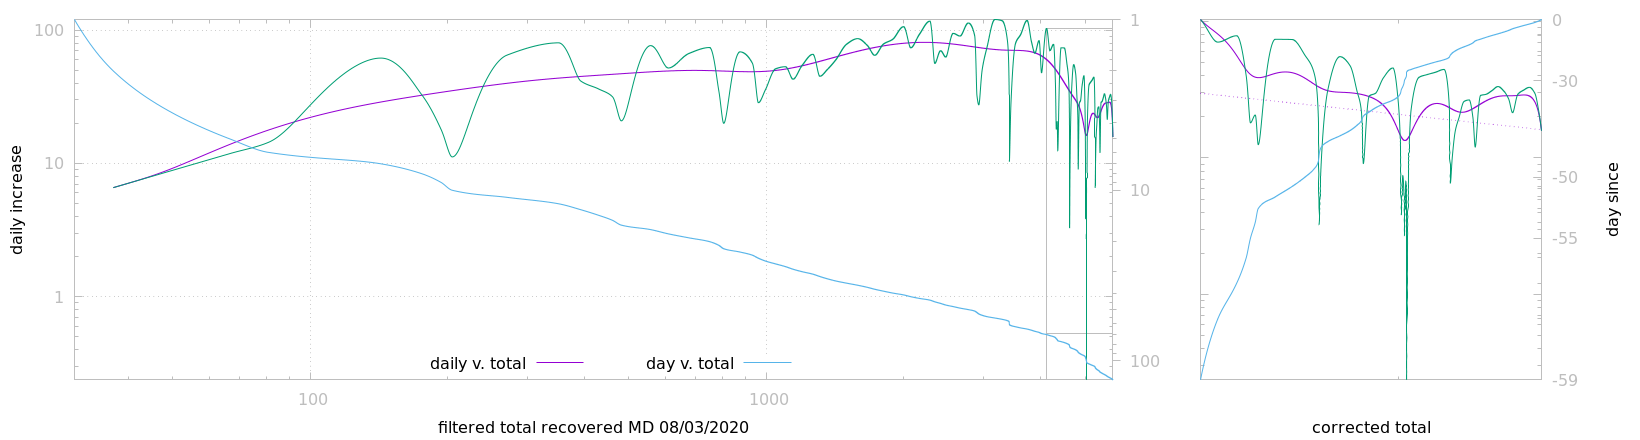 daily increase
100
10
1
100
1000
1
10
100
daily v. total
day v. total
filtered total recovered MD 08/03/2020
0
-30
-50
-55
-59
day since
corrected total